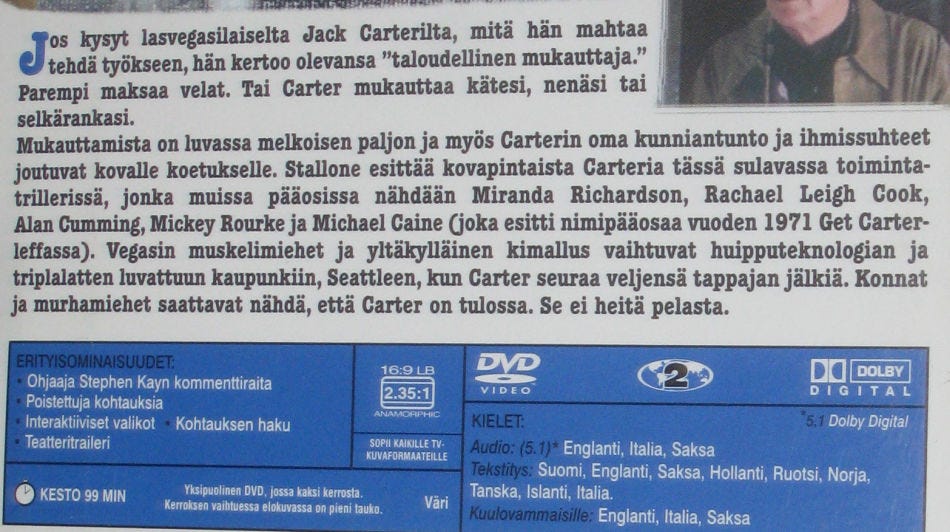 Jos kysyt lasvegasilaiselta Jack Carterilta, mitä hän mahtaa
tehdä työkseen, hän kertoo olevansa "taloudellinen mukauttaja."
Parempi maksaa velat. Tai Carter mukauttaa kätesi, nenäsi tai
selkärankasi.
Mukauttamista on luvassa melkoisen paljon ja myös Carterin oma kunniantunto ja ihmissuhteet
joutuvat kovalle koetukselle. Stallone esittää kovapintaista Carteria tässä sulavassa toiminta-
trillerissä, jonka muissa pääosissa nähdään Miranda Richardson, Rachael Leigh Cook,
Alan Cumming, Mickey Rourke ja Michael Caine (joka esitti nimipääosaa vuoden 1971 Get Carter-
leffassa). Vegasin muskelimiehet ja yltäkylläinen kimallus vaihtuvat huipputeknologian ja
triplalatten luvattuun kaupunkiin, Seattleen, kun Carter seuraa veljensä tappajan jälkiä. Konnat
ja murhamiehet saattavat nähdä, että Carter on tulossa. Se ei heitä pelasta.
ERITYISOMINAISUUDET:
• Ohjaaja Stephen Kayn kommenttiraita
• Poistettuja kohtauksia
• Interaktiiviset valikot • Kohtauksen haku
• Teatteritraileri
KESTO 99 MIN
Yksipuolinen DVD, jossa kaksi kerrosta.
Kerroksen vaihtuessa elokuvassa on pieni tauko.
Väri
16:9 LB
2.35:1
ANAMORPHIC
SOPII KAIKILLE TV-
KUVAFORMAATEILLE
DVD
VIDEO
2
DOLBY
DIGITAL
*5.1 Dolby Digital
KIELET:
Audio: (5.1)* Englanti, Italia, Saksa
Tekstitys: Suomi, Englanti, Saksa, Hollanti, Ruotsi, Norja,
Tanska, Islanti, Italia.
Kuulovammaisille: Englanti, Italia, Saksa